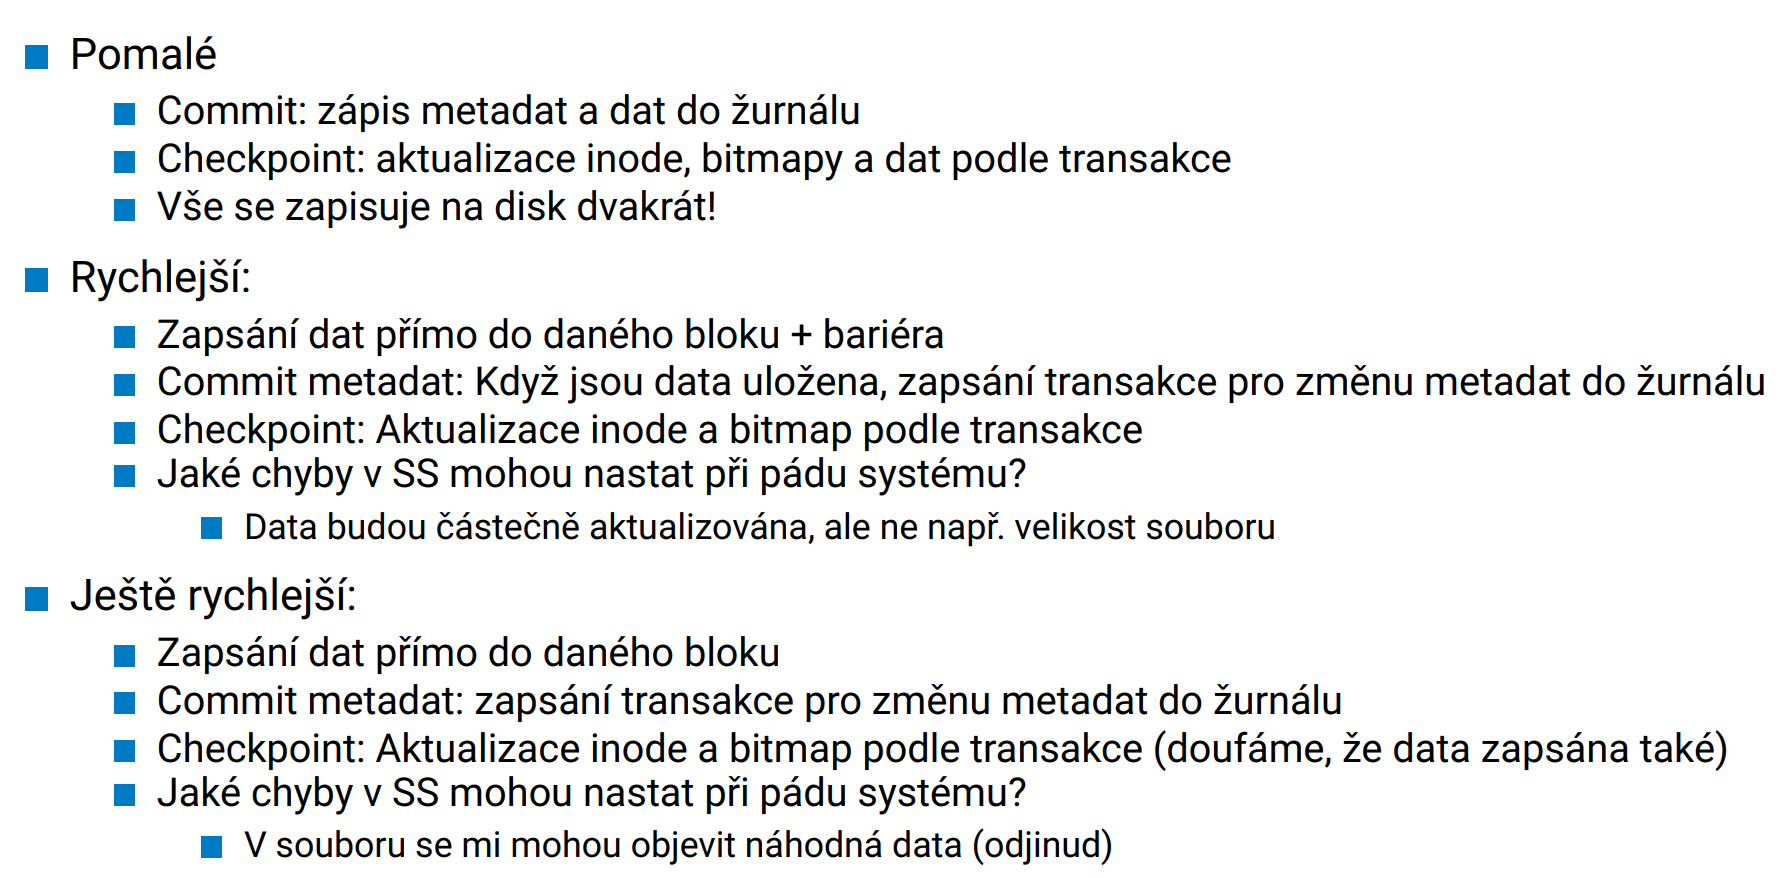 Pomalé
Commit: zápis metadat a dat do žurnálu
Checkpoint: aktualizace inode, bitmapy a dat podle transakce
Vše se zapisuje na disk dvakrát!
Rychlejší:
Zapsání dat přímo do daného bloku + bariéra
Commit metadat: Když jsou data uložena, zapsání transakce pro změnu metadat do žurnálu
Checkpoint: Aktualizace inode a bitmap podle transakce
Jaké chyby v SS mohou nastat při pádu systému?
Data budou částečně aktualizována, ale ne např. velikost souboru
Ještě rychlejší:
Zapsání dat přímo do daného bloku
Commit metadat: zapsání transakce pro změnu metadat do žurnálu
Checkpoint: Aktualizace inode a bitmap podle transakce (doufáme, že data zapsána také)
Jaké chyby v SS mohou nastat při pádu systému?
V souboru se mi mohou objevit náhodná data (odjinud)